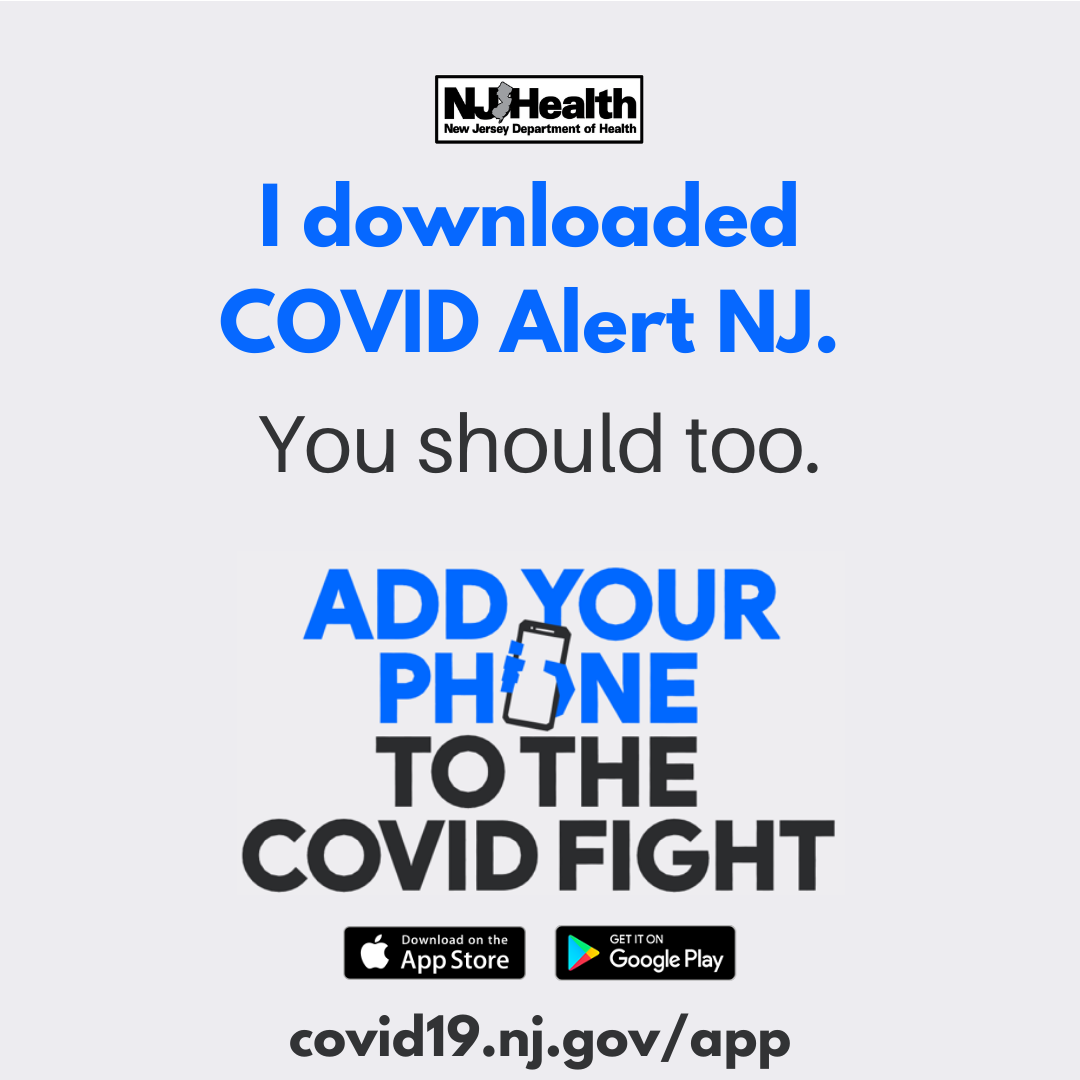 NJ Health
New Jersey Department of Health
I downloaded
COVID Alert NJ.
You should too.
ADD YOUR
PHONE
TO THE
COVID FIGHT
Download on the
App Store
GET IT ON
Google Play
covid19.nj.gov/app